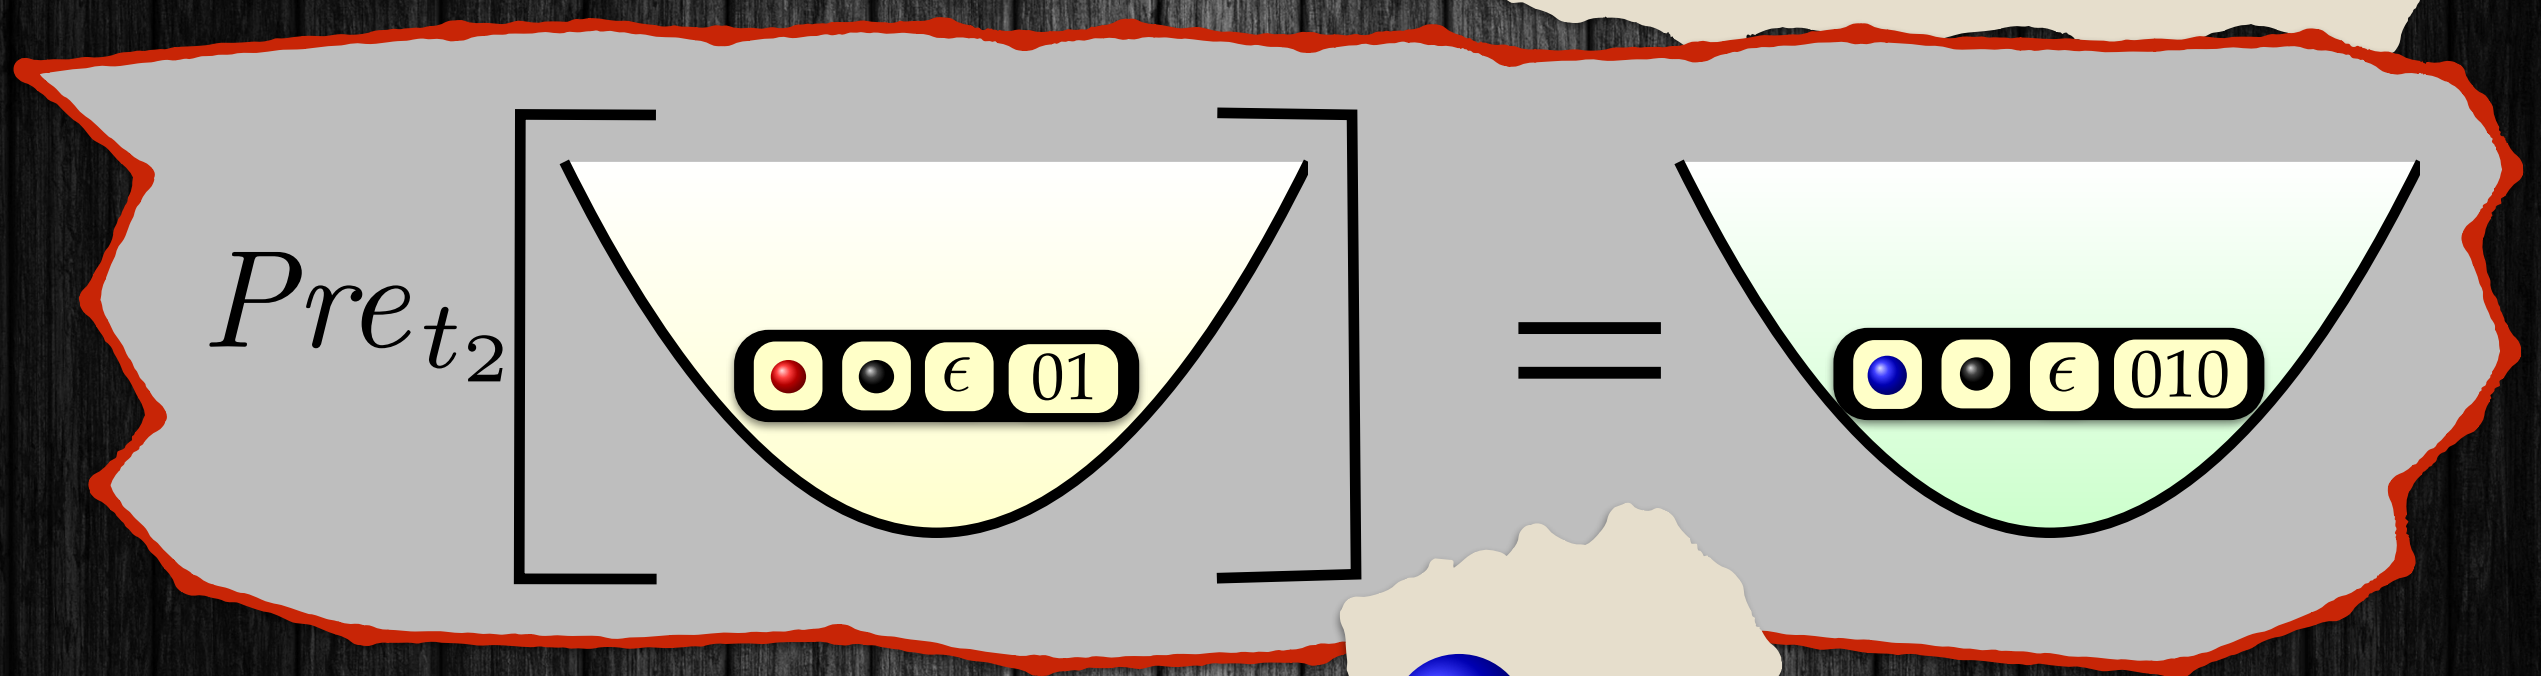 Pre_{t_2} [ ϵ 01 ] = ϵ 010